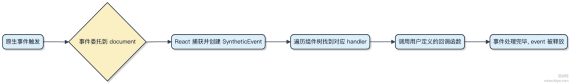 原生事件触发
事件委托到 document
React 捕获并创建 SyntheticEvent
遍历组件树找到对应 handler
调用用户定义的回调函数
事件处理完毕, event 被释放